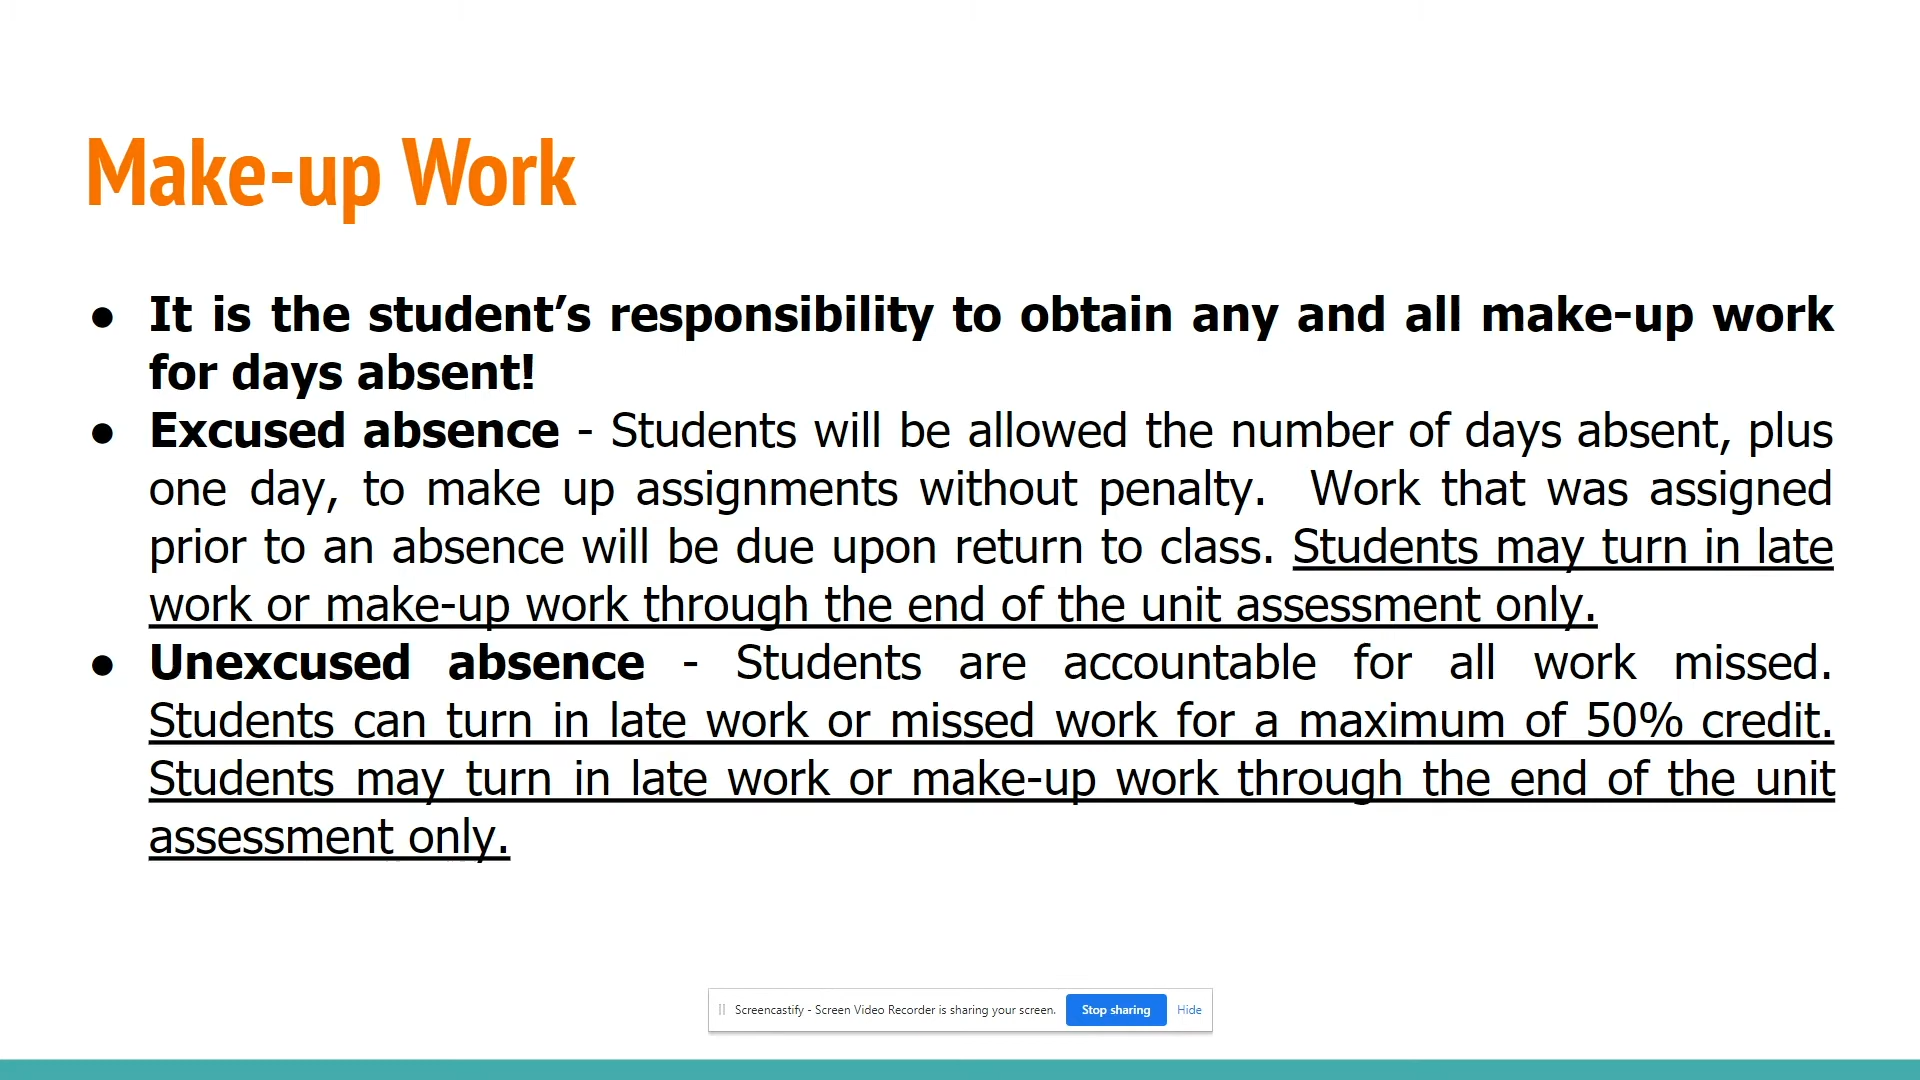 Make-up Work
● It is the student’s responsibility to obtain any and all make-up work
for days absent!
● Excused absence - Students will be allowed the number of days absent, plus
one day, to make up assignments without penalty.  Work that was assigned
prior to an absence will be due upon return to class. Students may turn in late
work or make-up work through the end of the unit assessment only.
● Unexcused absence - Students are accountable for all work missed.
Students can turn in late work or missed work for a maximum of 50% credit.
Students may turn in late work or make-up work through the end of the unit
assessment only.
Screencastify - Screen Video Recorder is sharing your screen. Stop sharing Hide